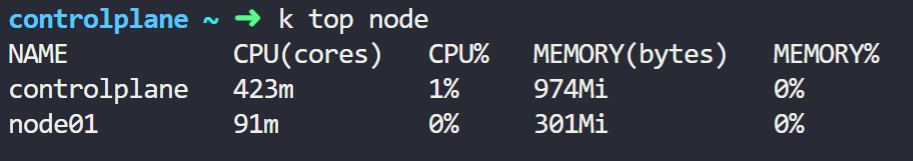 controlplane ~ ➜ k top node
NAME CPU(cores) CPU% MEMORY(bytes) MEMORY%
controlplane 423m 1% 974Mi 0%
node01 91m 0% 301Mi 0%